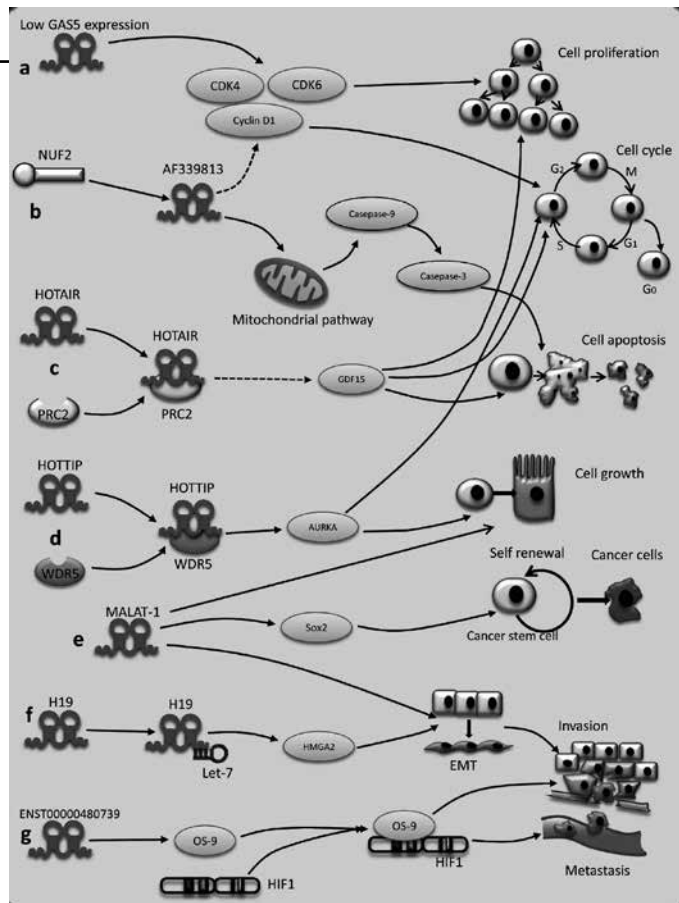 Low GAS5 expression
a
CDK4
CDK6
Cyclin D1
Cell proliferation
NUF2
AF339813
b
Casepase-9
Casepase-3
Mitochondrial pathway
Cell cycle
G2
M
S
G1
G0
HOTAIR
HOTAIR
c
PRC2
PRC2
GDF15
Cell apoptosis
HOTTIP
HOTTIP
d
WDR5
WDR5
AURKA
Cell growth
Self renewal
Cancer cells
MALAT-1
e
Sox2
Cancer stem cell
f
H19
H19
Let-7
HMGA2
EMT
Invasion
ENST00000480739
g
OS-9
HIF1
OS-9
HIF1
Metastasis